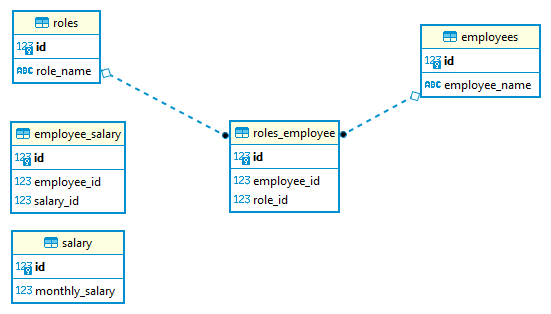 roles
123 id
ABC role_name
employees
123 id
ABC employee_name
employee_salary
123 id
123 employee_id
123 salary_id
roles_employee
123 id
123 employee_id
123 role_id
salary
123 id
123 monthly_salary